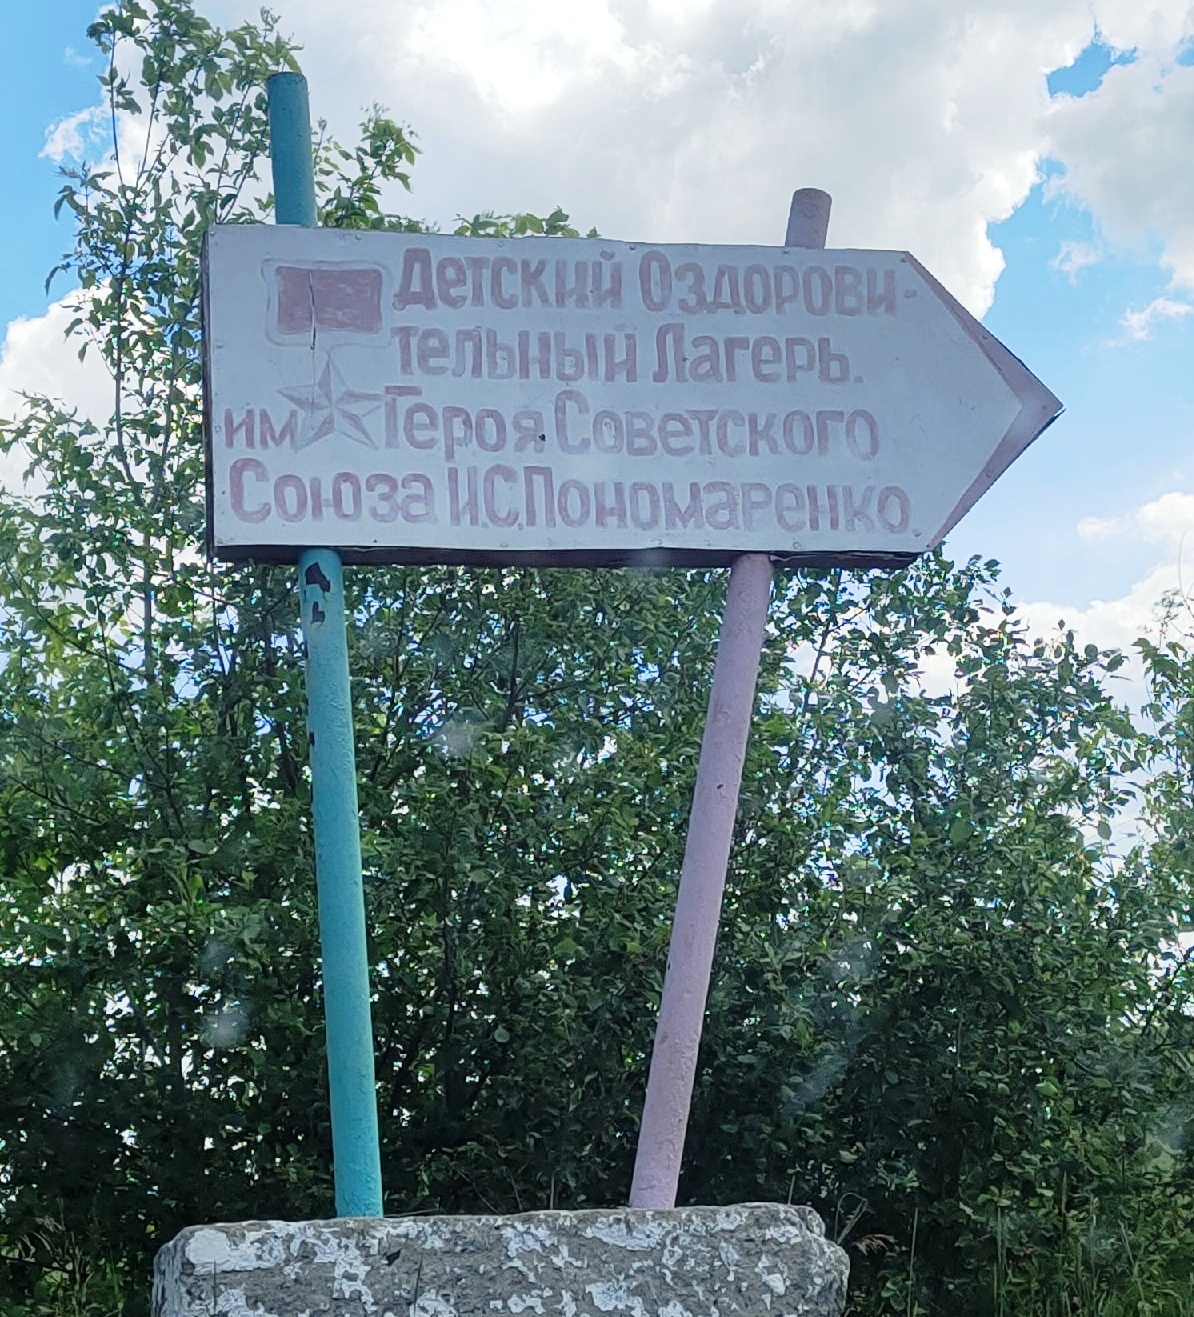 Детский Оздорови-
тельный Лагерь.
им Героя Советского
Союза И.С.Пономаренко